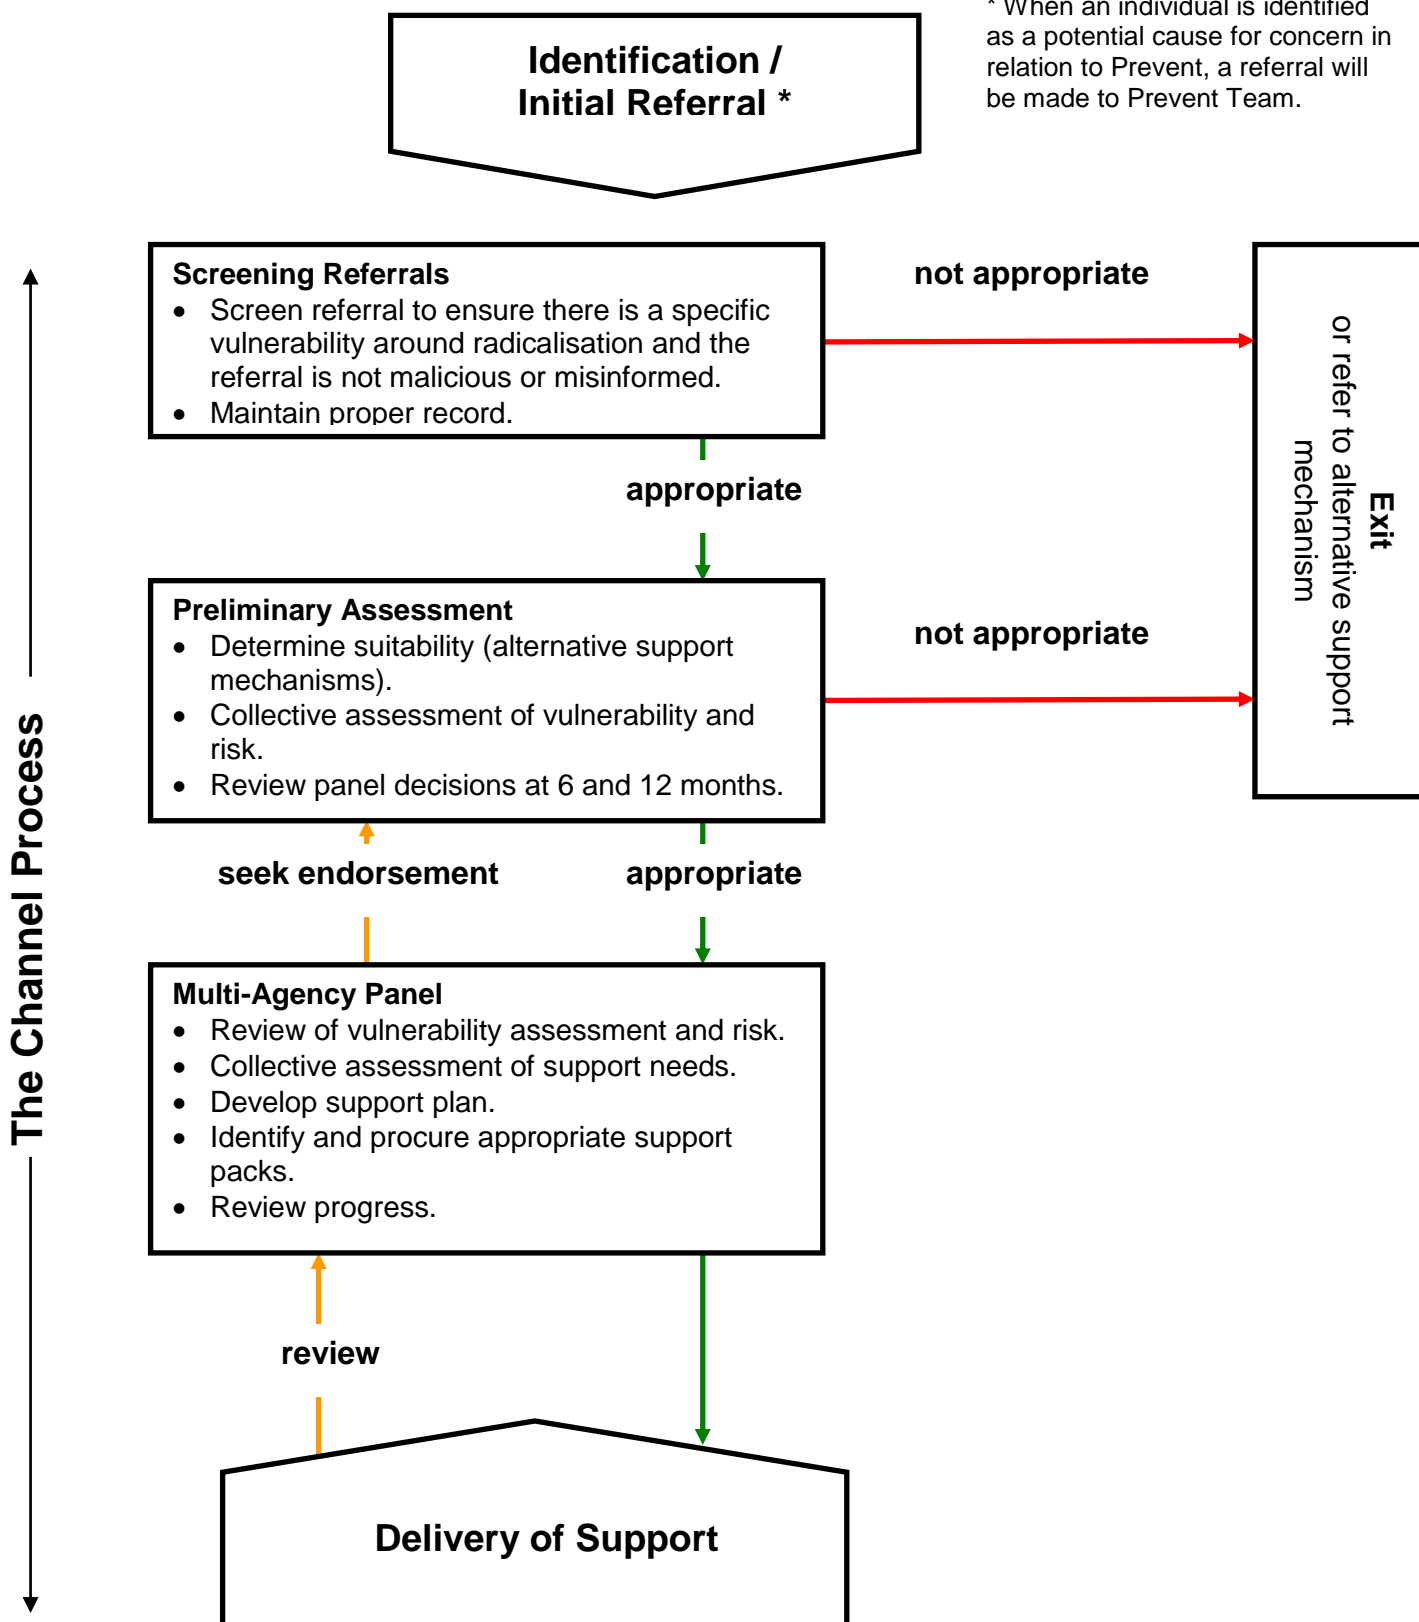 * When an individual is identified
as a potential cause for concern in
relation to Prevent, a referral will
be made to Prevent Team.
Identification /
Initial Referral *
Screening Referrals
• Screen referral to ensure there is a specific
vulnerability around radicalisation and the
referral is not malicious or misinformed.
• Maintain proper record.
not appropriate
appropriate
Exit
or refer to alternative support
mechanism
Preliminary Assessment
• Determine suitability (alternative support
mechanisms).
• Collective assessment of vulnerability and
risk.
• Review panel decisions at 6 and 12 months.
not appropriate
seek endorsement
appropriate
The Channel Process
Multi-Agency Panel
• Review of vulnerability assessment and risk.
• Collective assessment of support needs.
• Develop support plan.
• Identify and procure appropriate support
packs.
• Review progress.
review
Delivery of Support